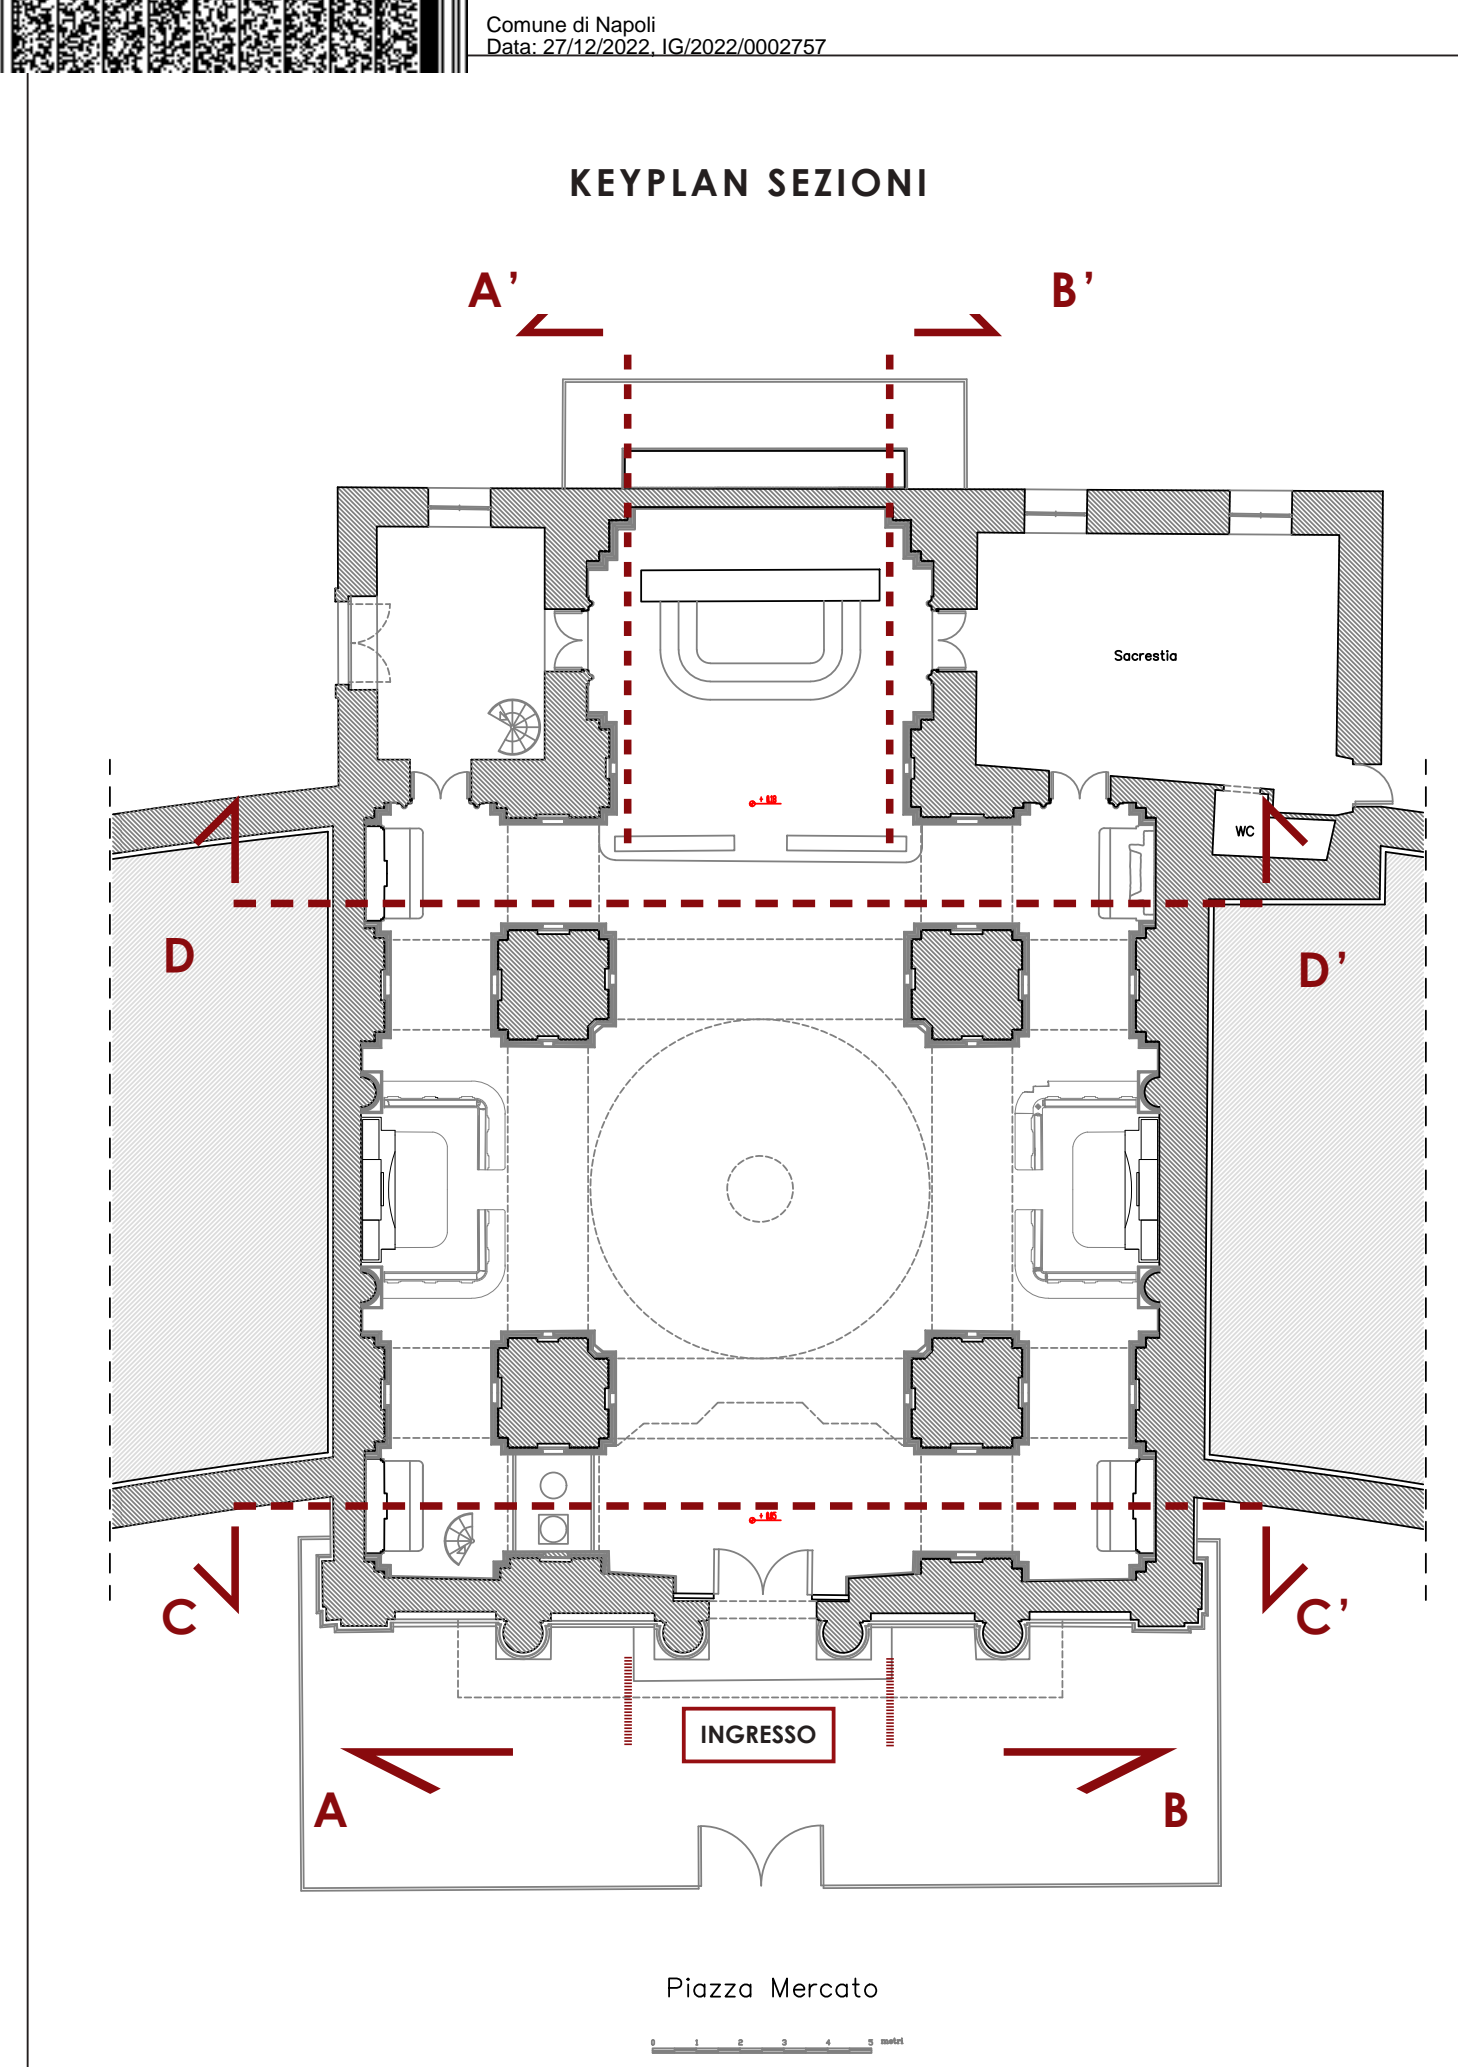 Comune di Napoli
Data: 27/12/2022, IG/2022/0002757
KEYPLAN SEZIONI
A’ B’
Sacrestia
WC
D D’
C C’
INGRESSO
A B
Piazza Mercato
0 1 2 3 4 5 metri